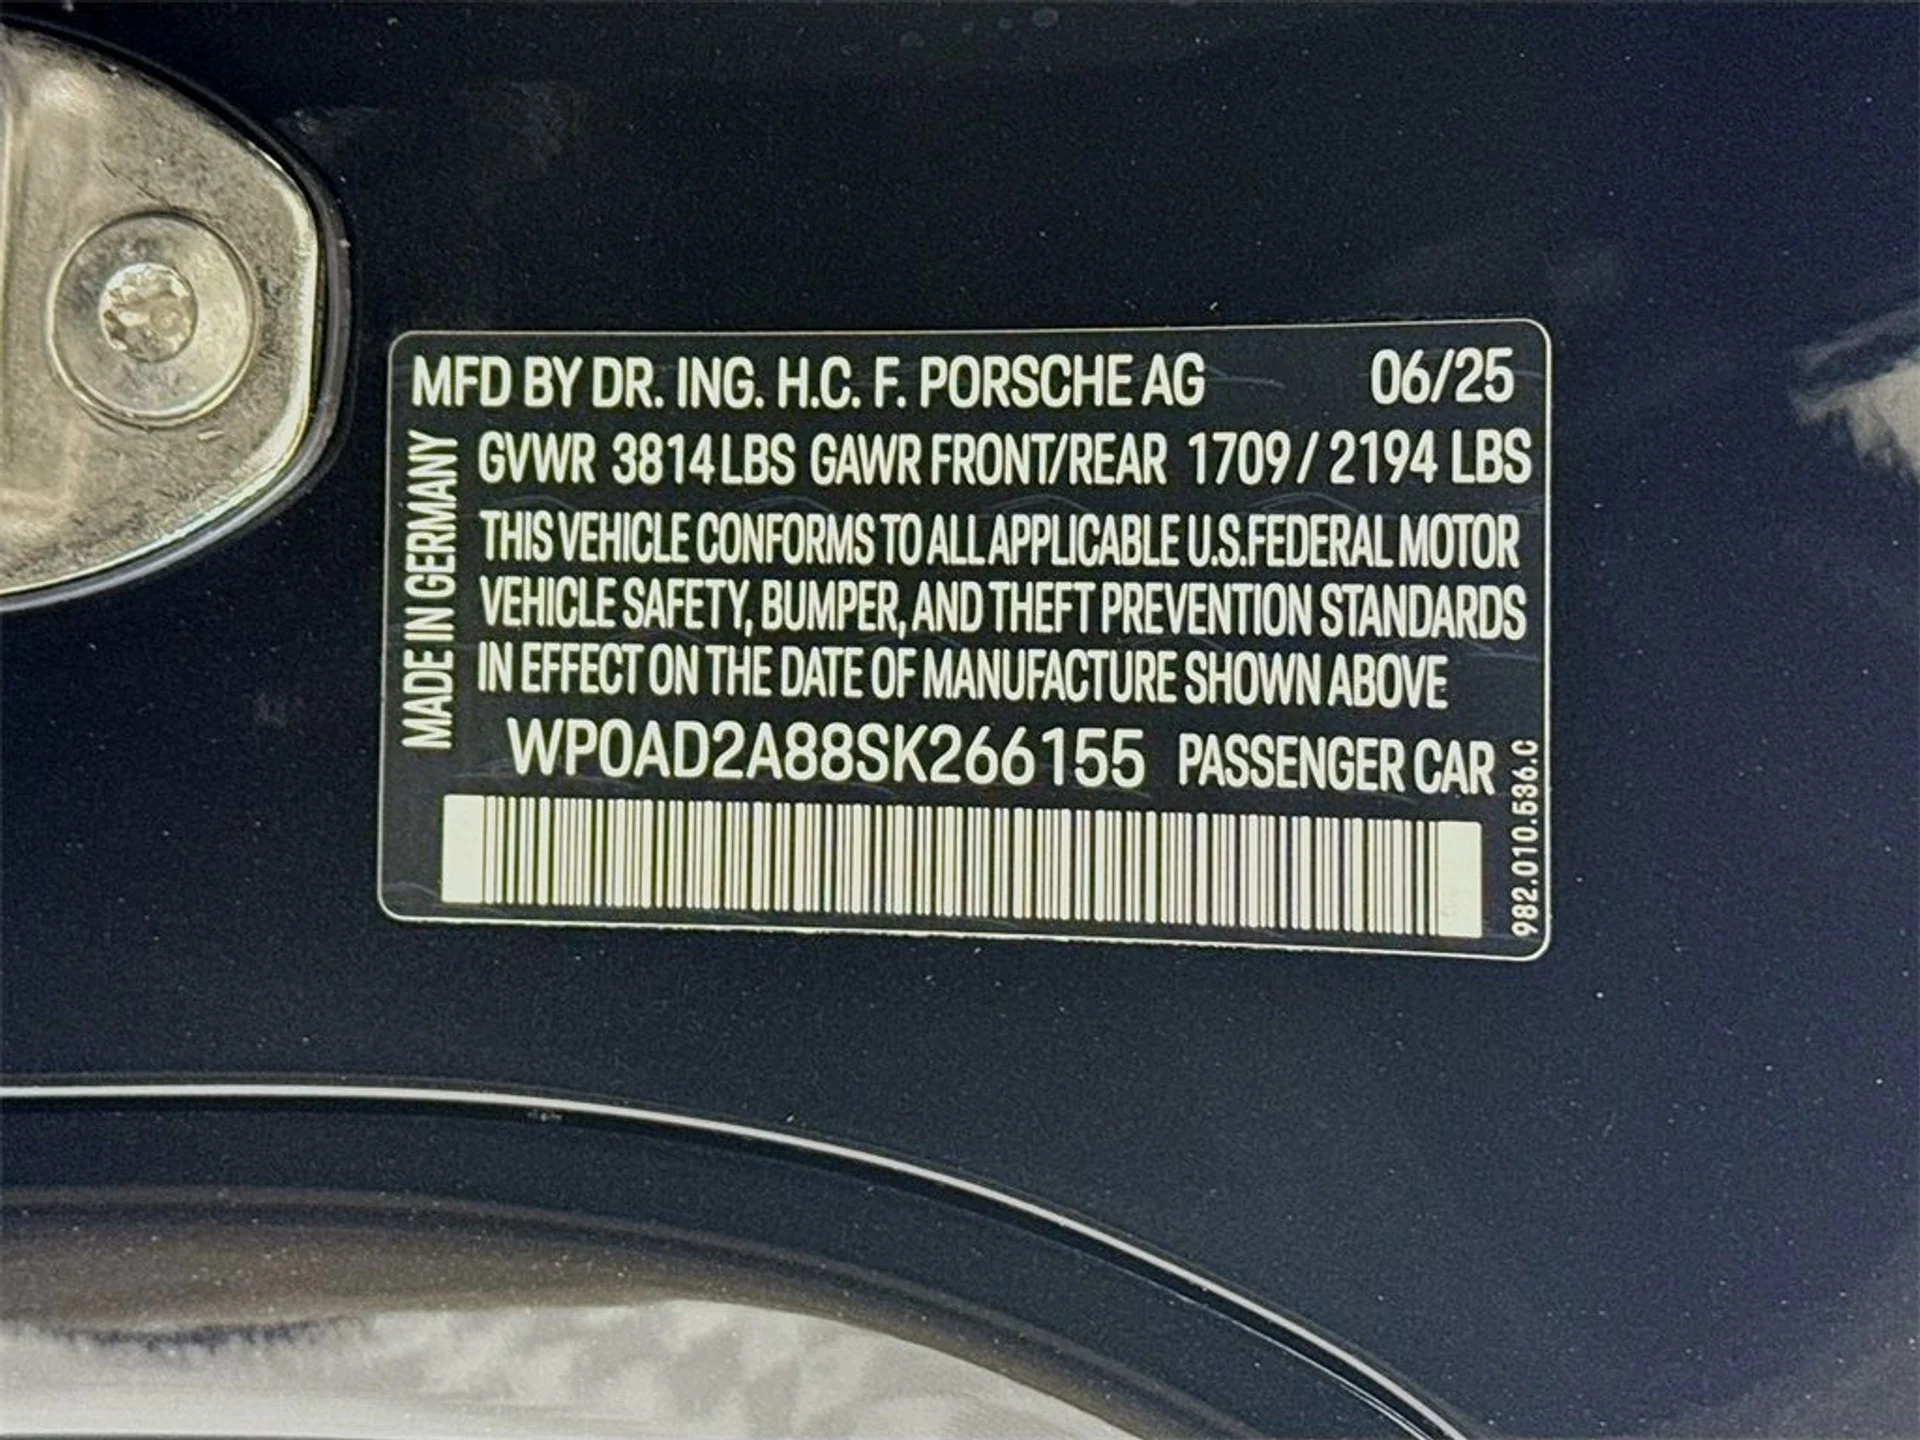 MFD BY DR. ING. H.C. F. PORSCHE AG 06/25
GVWR 3814 LBS GAWR FRONT/REAR 1709 / 2194 LBS
THIS VEHICLE CONFORMS TO ALL APPLICABLE U.S.FEDERAL MOTOR
VEHICLE SAFETY, BUMPER, AND THEFT PREVENTION STANDARDS
IN EFFECT ON THE DATE OF MANUFACTURE SHOWN ABOVE
WP0AD2A88SK266155 PASSENGER CAR
MADE IN GERMANY
982.010.536.C